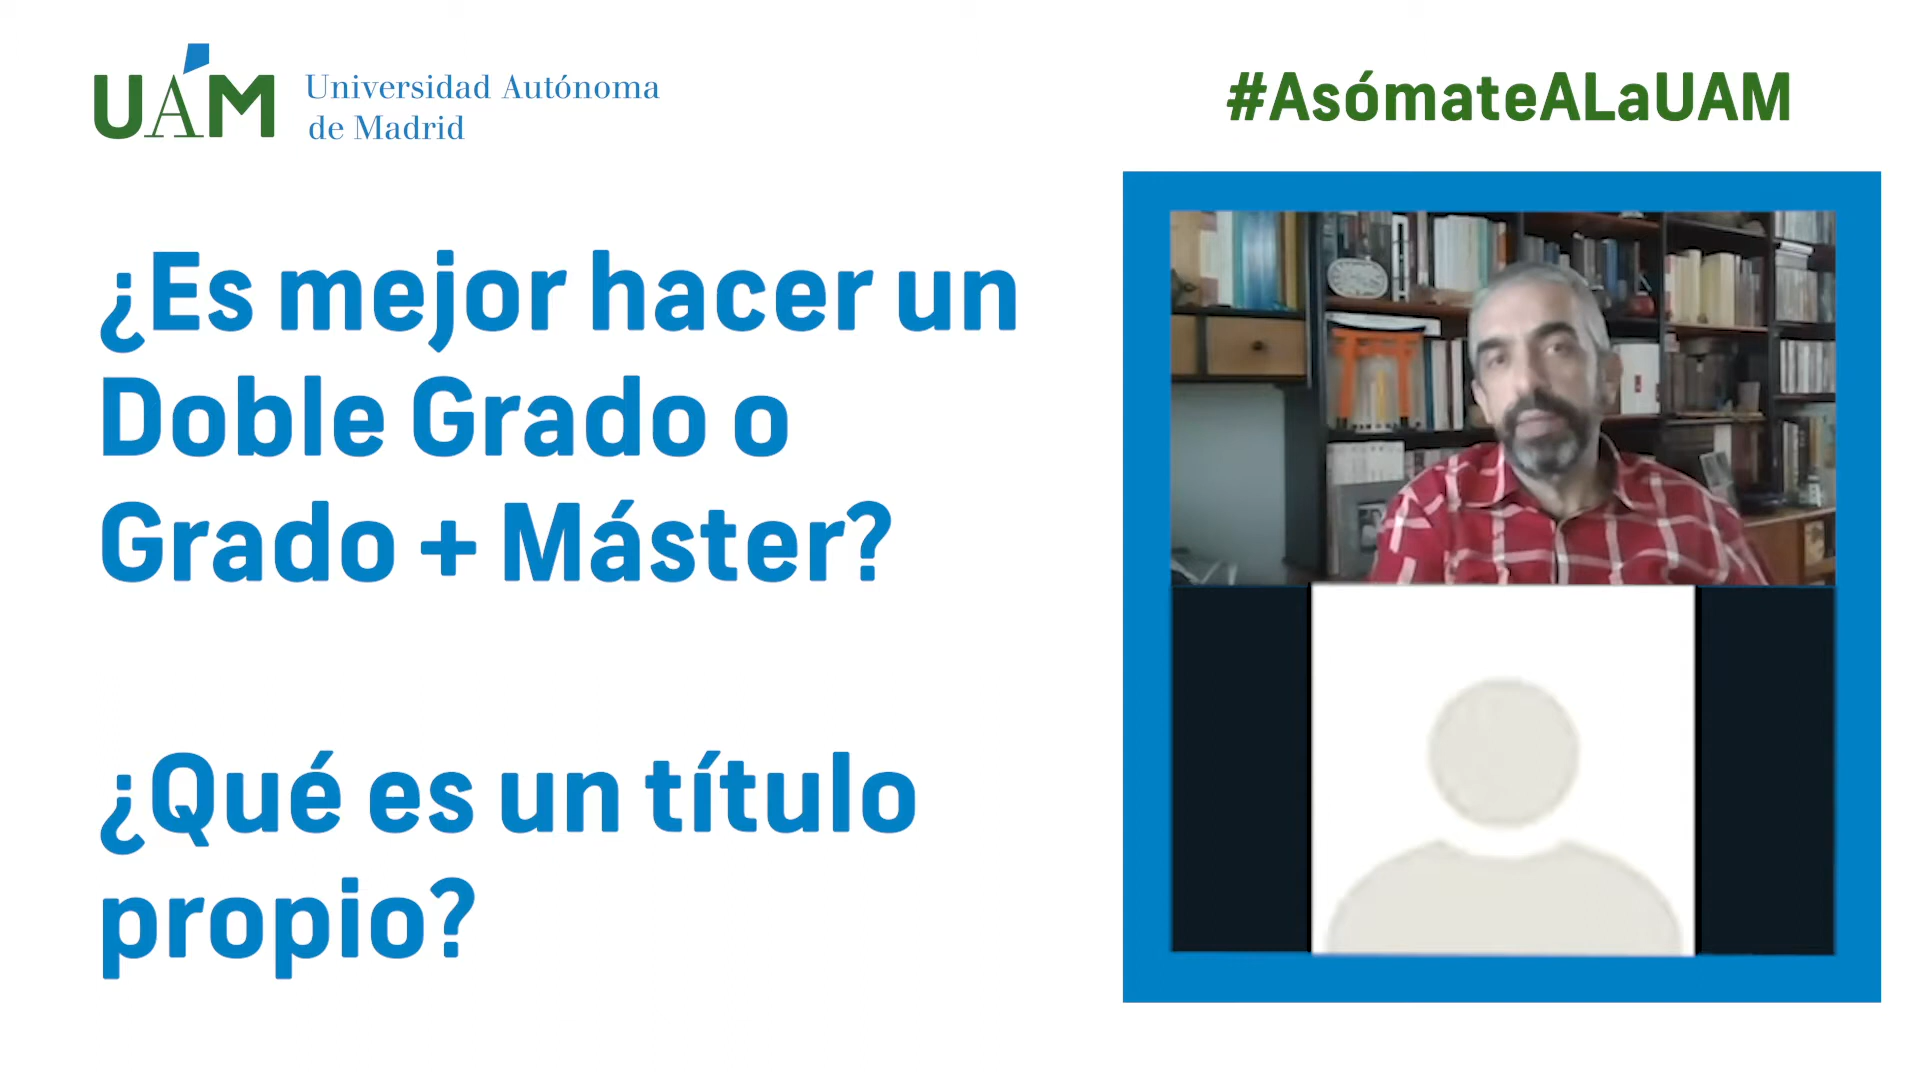 UAM
Universidad Autónoma
de Madrid
#AsómateALaUAM
¿Es mejor hacer un
Doble Grado o
Grado + Máster?
¿Qué es un título
propio?